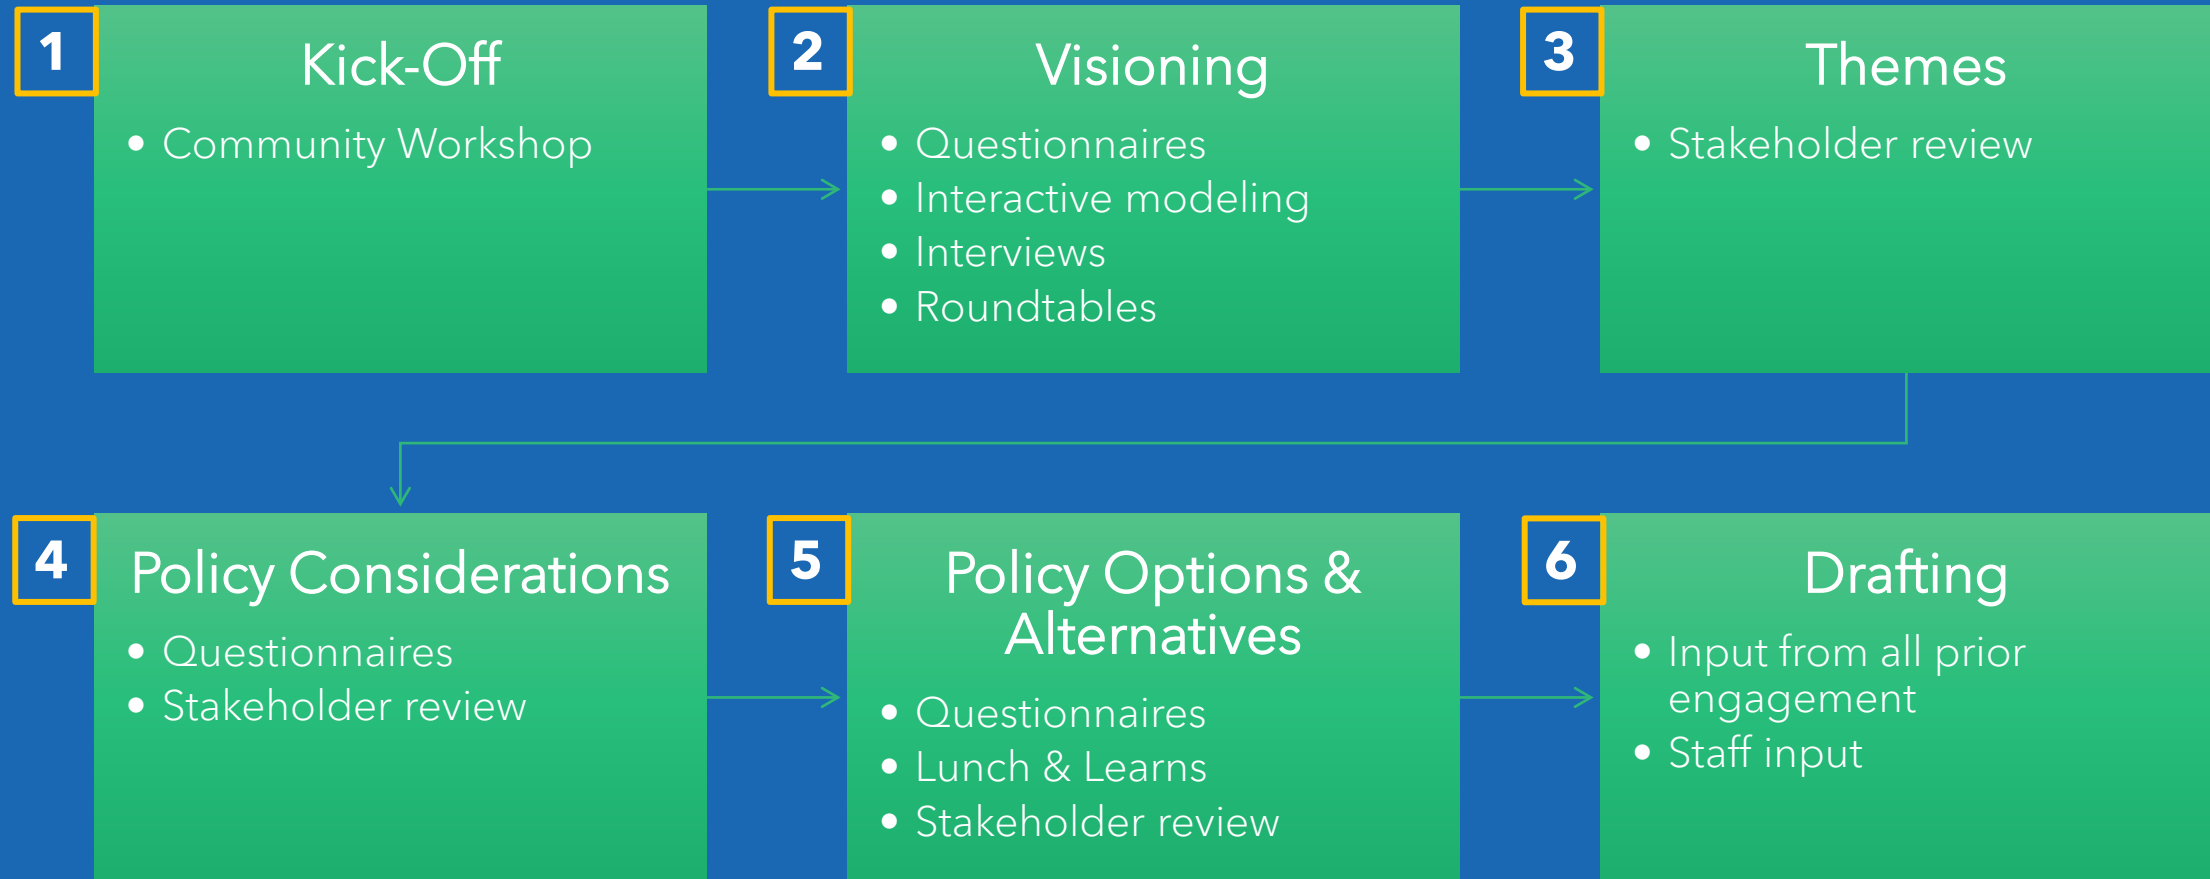 1
Kick-Off
• Community Workshop
2
Visioning
• Questionnaires
• Interactive modeling
• Interviews
• Roundtables
3
Themes
• Stakeholder review
4
Policy Considerations
• Questionnaires
• Stakeholder review
5
Policy Options &
Alternatives
• Questionnaires
• Lunch & Learns
• Stakeholder review
6
Drafting
• Input from all prior
engagement
• Staff input